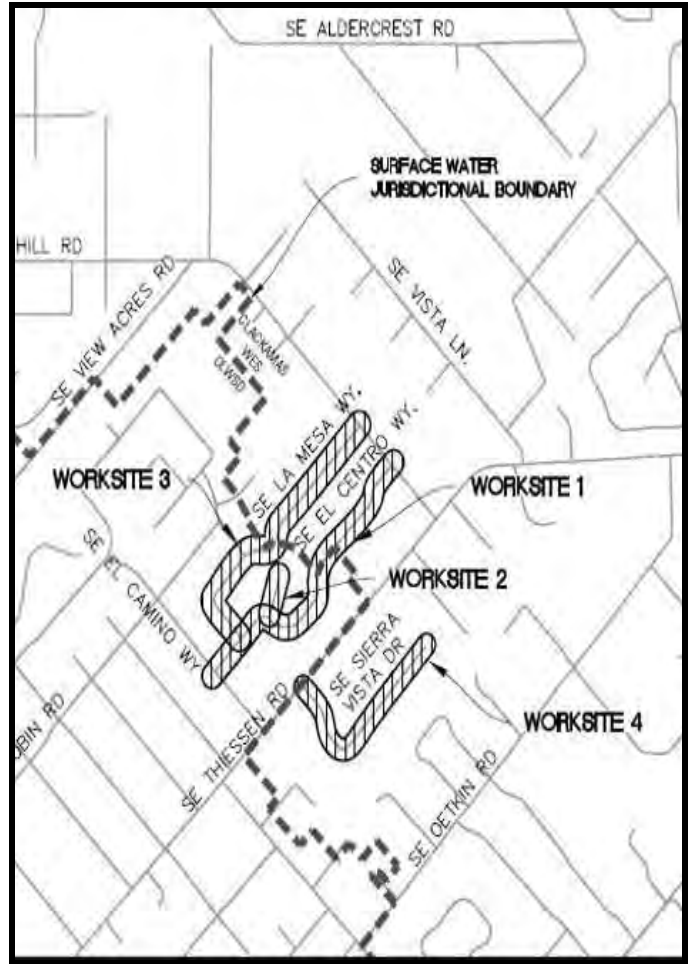 SE ALDERCREST RD
SURFACE WATER
JURISDICTIONAL BOUNDARY
HILL RD
SE VIEW ACRES RD
SE VISTA LN.
CLACKAMAS
WES
OLWSD
SE LA MESA WY.
SE EL CENTRO WY.
WORKSITE 3
WORKSITE 1
SE EL CAMINO WY
WORKSITE 2
SE SIERRA
VISTA DR
OBIN RD
SE THIESSEN RD
WORKSITE 4
SE OETKIN RD